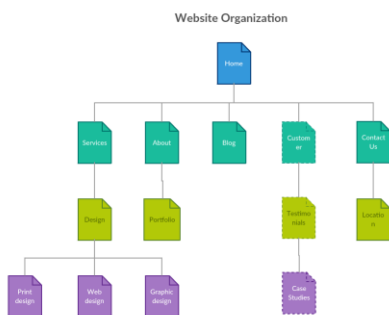 Website Organization
Home
Services
About
Blog
Custom
er
Contact
Us
Design
Portfolio
Testimo
nials
Locatio
n
Print
design
Web
design
Graphic
design
Case
Studies